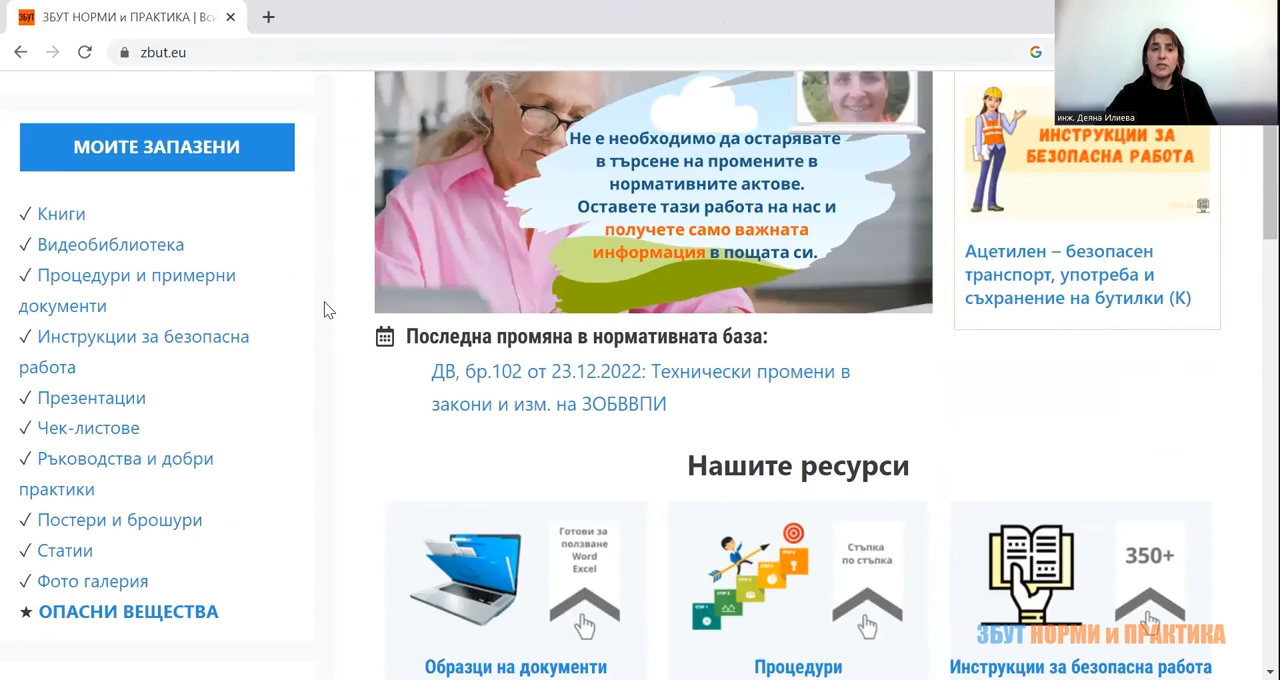 ЗБУТ НОРМИ и ПРАКТИКА | Вси
zbut.eu
инж. Деяна Илиева
МОИТЕ ЗАПАЗЕНИ
✓ Книги
✓ Видеобиблиотека
✓ Процедури и примерни
документи
✓ Инструкции за безопасна
работа
✓ Презентации
✓ Чек-листове
✓ Ръководства и добри
практики
✓ Постери и брошури
✓ Статии
✓ Фото галерия
★ ОПАСНИ ВЕЩЕСТВА
Не е необходимо да остарявате
в търсене на промените в
нормативните актове.
Оставете тази работа на нас и
получете само важната
информация в пощата си.
Последна промяна в нормативната база:
ДВ, бр.102 от 23.12.2022: Технически промени в
закони и изм. на ЗОБВВПИ
ИНСТРУКЦИИ ЗА
БЕЗОПАСНА РАБОТА
Ацетилен – безопасен
транспорт, употреба и
съхранение на бутилки (К)
Нашите ресурси
Готови за
ползване
Word
Excel
Образци на документи
Стъпка
по стъпка
Процедури
350+
Инструкции за безопасна работа
ЗБУТ НОРМИ и ПРАКТИКА